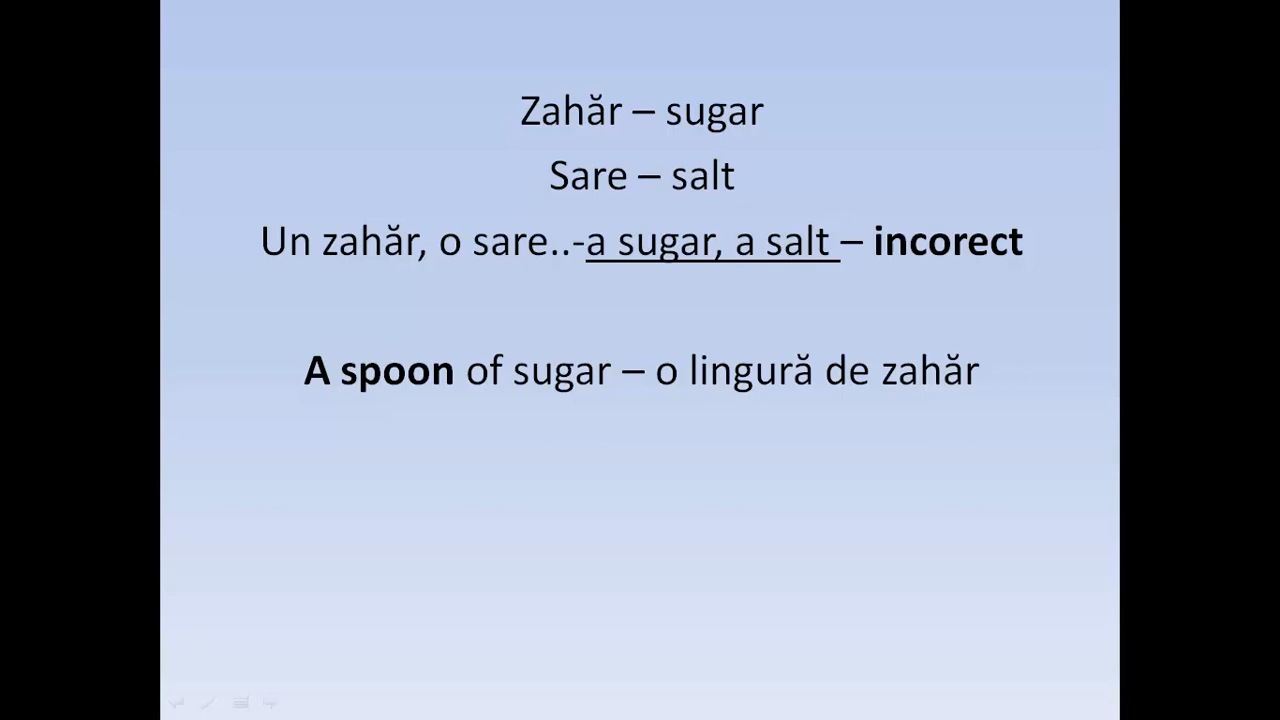 Zahăr – sugar
Sare – salt
Un zahăr, o sare..-a sugar, a salt – incorect
A spoon of sugar – o lingură de zahăr